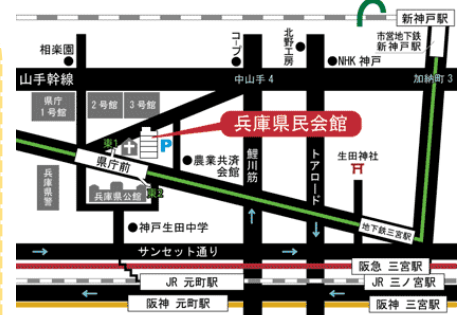 新神戸駅
市営地下鉄
新神戸駅
相楽園
コープ
北野工房
NHK 神戸
山手幹線
中山手 4
加納町 3
県庁
1号館
2号館
3号館
兵庫県民会館
東1
P
県庁前
農業共済
会館
鯉川筋
トアロード
生田神社
兵庫県警
兵庫県公館
東2
地下鉄三宮駅
神戸生田中学
サンセット通り
阪急 三宮駅
JR 元町駅
JR 三ノ宮駅
阪神 元町駅
阪神 三宮駅